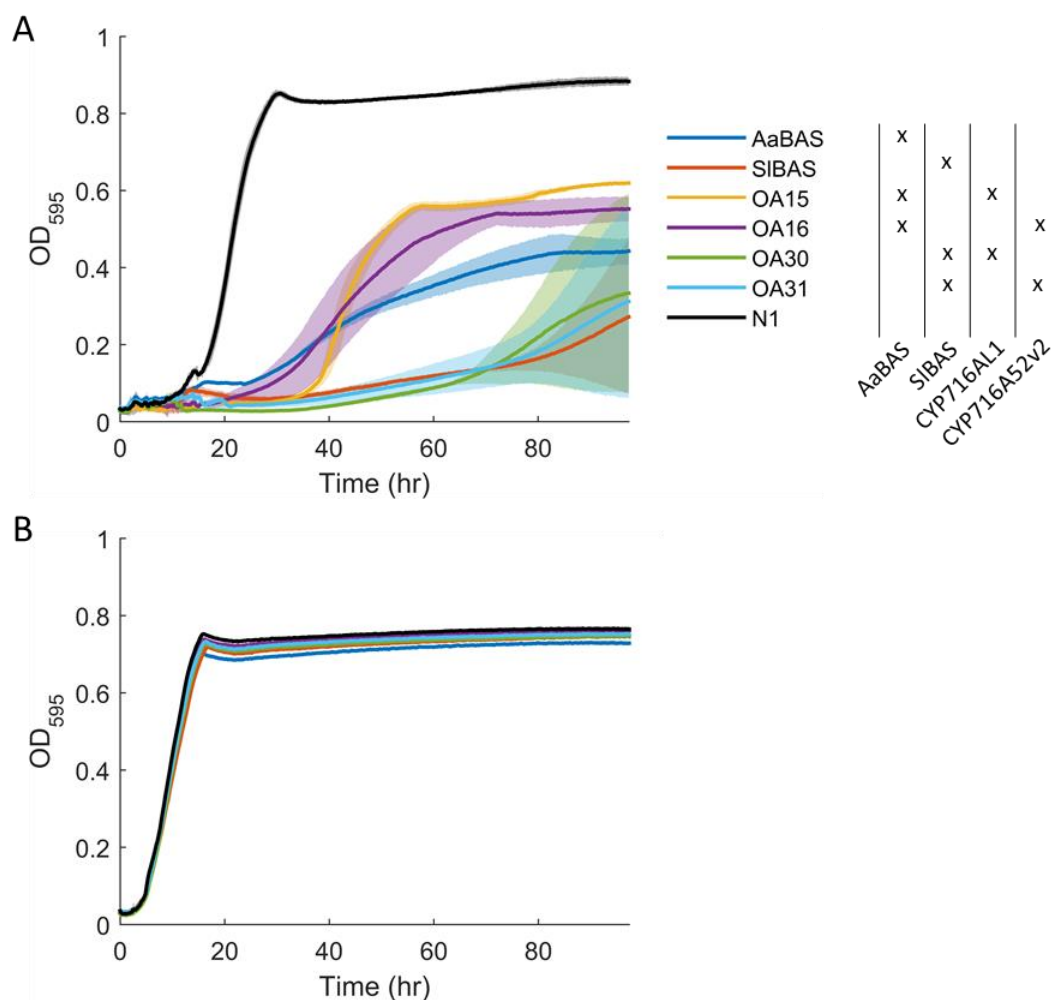 A
1
0.8
0.6
0.4
0.2
0
OD595
0 20 40 60 80
Time (hr)
AaBAS x
SlBAS x
OA15 x x
OA16 x x
OA30 x x
OA31 x x
N1
AaBAS
SlBAS
CYP716AL1
CYP716A52v2
B
1
0.8
0.6
0.4
0.2
0
OD595
0 20 40 60 80
Time (hr)